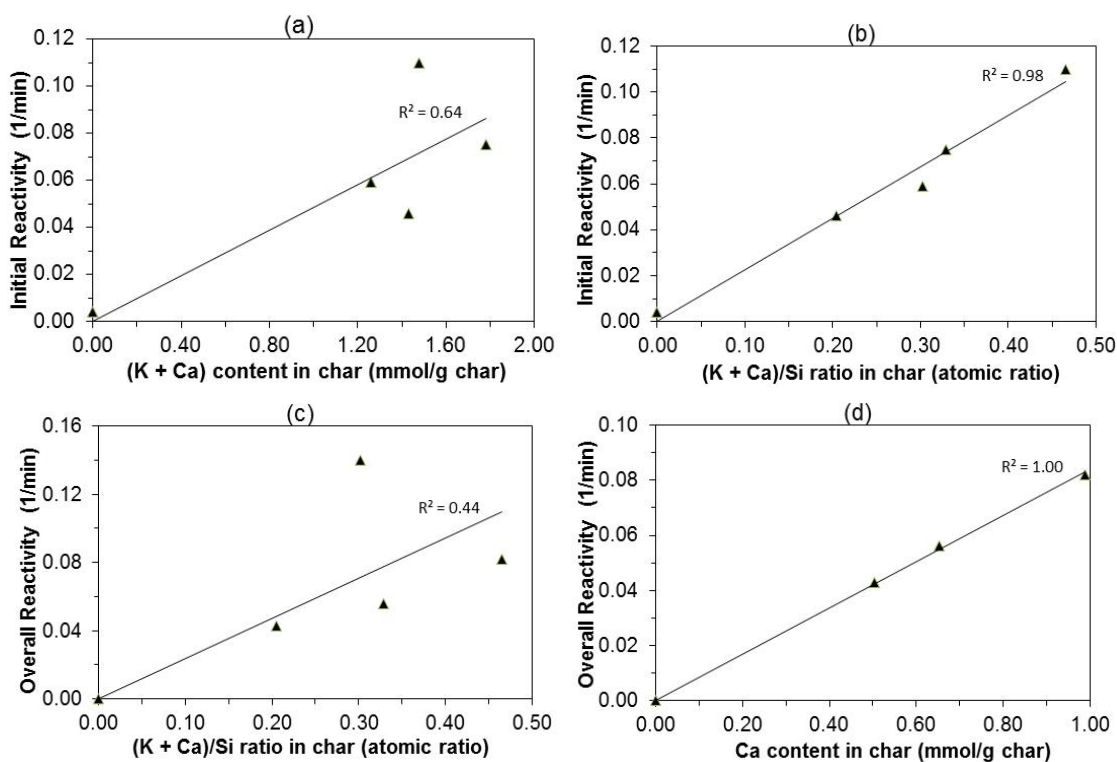 (a)
Initial Reactivity (1/min)
0.12
0.10
0.08
0.06
0.04
0.02
0.00
R² = 0.64
0.00 0.40 0.80 1.20 1.60 2.00
(K + Ca) content in char (mmol/g char)
(b)
Initial Reactivity (1/min)
0.12
0.10
0.08
0.06
0.04
0.02
0.00
R² = 0.98
0.00 0.10 0.20 0.30 0.40 0.50
(K + Ca)/Si ratio in char (atomic ratio)
(c)
Overall Reactivity (1/min)
0.16
0.12
0.08
0.04
0.00
R² = 0.44
0.00 0.10 0.20 0.30 0.40 0.50
(K + Ca)/Si ratio in char (atomic ratio)
(d)
Overall Reactivity (1/min)
0.10
0.08
0.06
0.04
0.02
0.00
R² = 1.00
0.00 0.20 0.40 0.60 0.80 1.00
Ca content in char (mmol/g char)